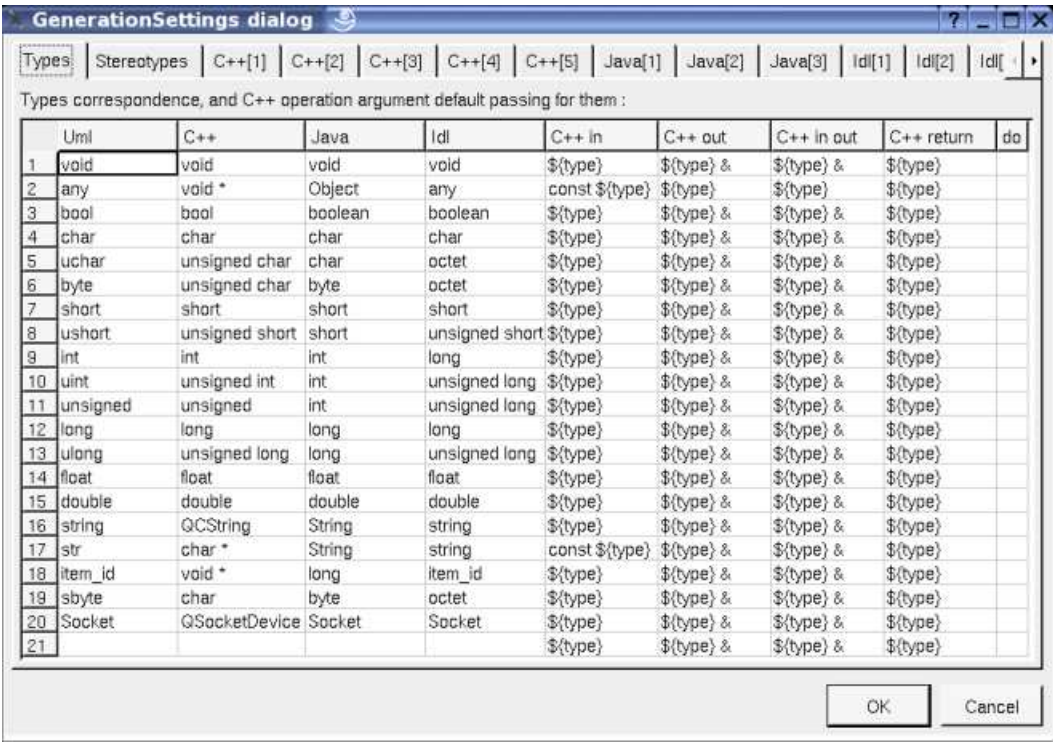 GenerationSettings dialog ? _ X
Types Stereotypes C++[1] C++[2] C++[3] C++[4] C++[5] Java[1] Java[2] Java[3] Idl[1] Idl[2] Idl[
Types correspondence, and C++ operation argument default passing for them :
Uml C++ Java Idl C++ in C++ out C++ in out C++ return do
1 void void void void ${type} ${type} & ${type} & ${type}
2 any void * Object any const ${type} ${type} ${type} ${type}
3 bool bool boolean boolean ${type} ${type} & ${type} & ${type}
4 char char char char ${type} ${type} & ${type} & ${type}
5 uchar unsigned char char octet ${type} ${type} & ${type} & ${type}
6 byte unsigned char byte octet ${type} ${type} & ${type} & ${type}
7 short short short short ${type} ${type} & ${type} & ${type}
8 ushort unsigned short short unsigned short ${type} ${type} & ${type} & ${type}
9 int int int long ${type} ${type} & ${type} & ${type}
10 uint unsigned int int unsigned long ${type} ${type} & ${type} & ${type}
11 unsigned unsigned int unsigned long ${type} ${type} & ${type} & ${type}
12 long long long long ${type} ${type} & ${type} & ${type}
13 ulong unsigned long long unsigned long ${type} ${type} & ${type} & ${type}
14 float float float float ${type} ${type} & ${type} & ${type}
15 double double double double ${type} ${type} & ${type} & ${type}
16 string QCString String string ${type} ${type} & ${type} & ${type}
17 str char * String string const ${type} ${type} & ${type} & ${type}
18 item_id void * long item_id ${type} ${type} & ${type} & ${type}
19 sbyte char byte octet ${type} ${type} & ${type} & ${type}
20 Socket QSocketDevice Socket Socket ${type} ${type} & ${type} & ${type}
21 ${type} ${type} & ${type} & ${type}
OK Cancel